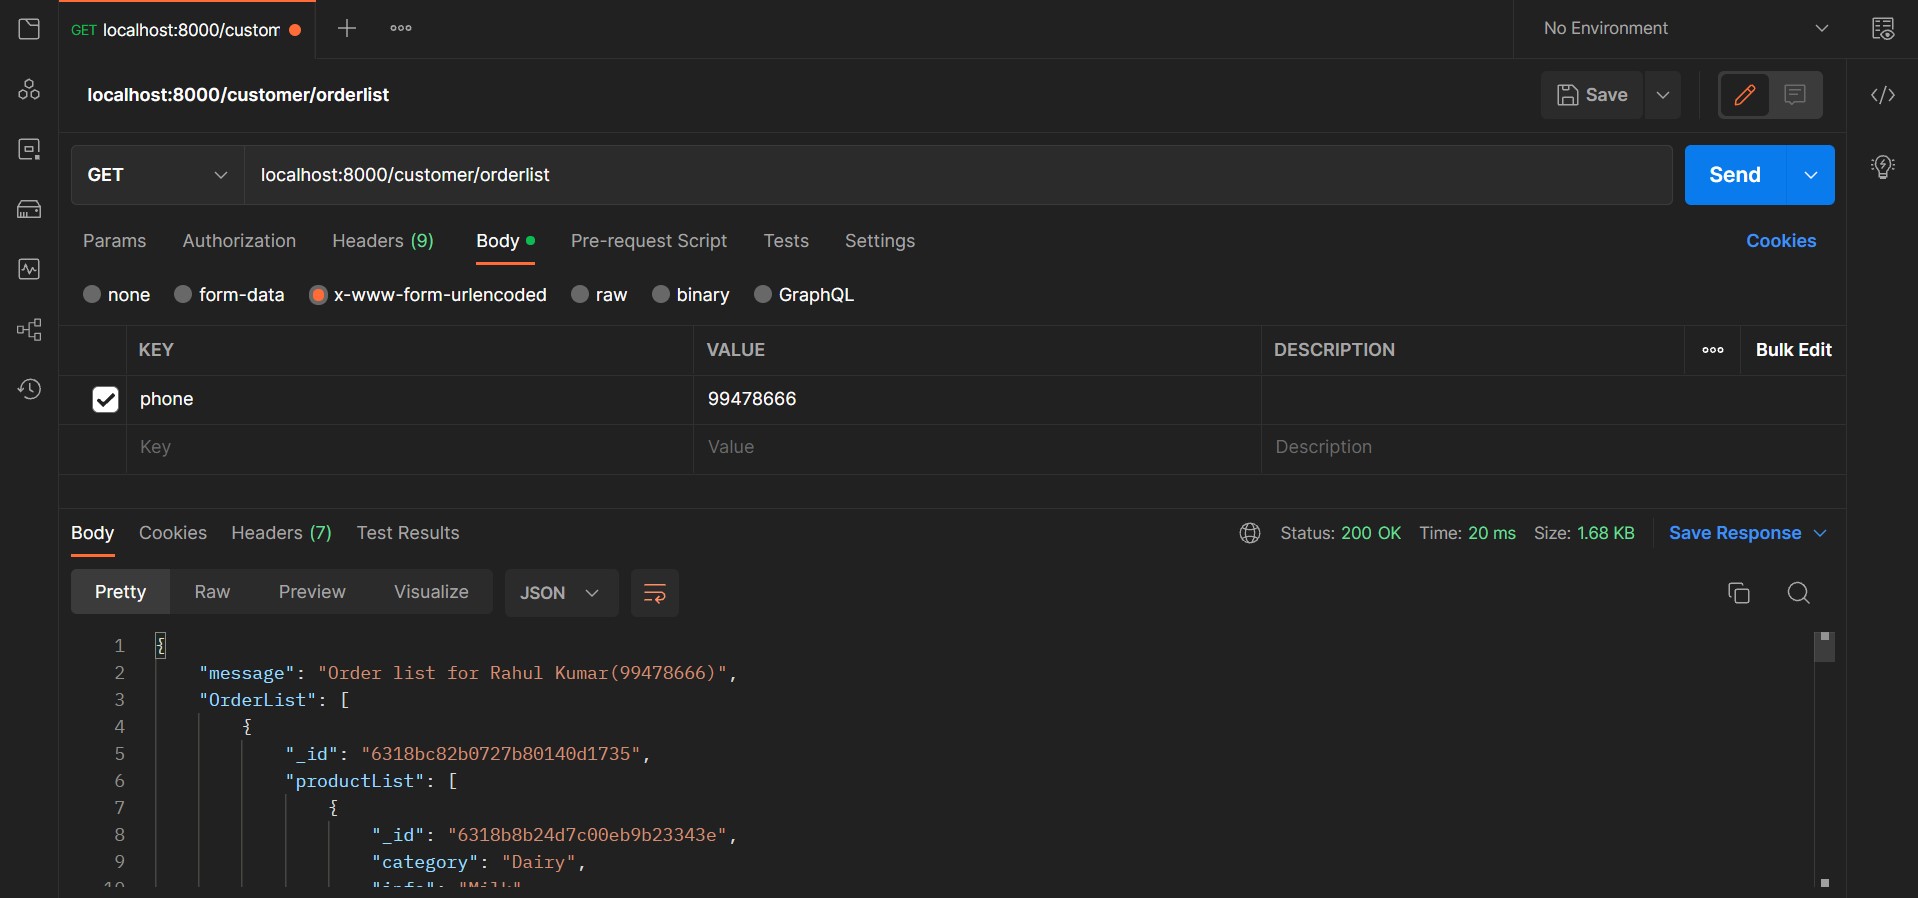 GET localhost:8000/custom
No Environment
localhost:8000/customer/orderlist
Save
GET
localhost:8000/customer/orderlist
Send
Params Authorization Headers (9) Body Pre-request Script Tests Settings Cookies
none form-data x-www-form-urlencoded raw binary GraphQL
KEY VALUE DESCRIPTION Bulk Edit
phone 99478666
Key Value Description
Body Cookies Headers (7) Test Results Status: 200 OK Time: 20 ms Size: 1.68 KB Save Response
Pretty Raw Preview Visualize JSON
1 {
2 "message": "Order list for Rahul Kumar(99478666)",
3 "OrderList": [
4 {
5 "_id": "6318bc82b0727b80140d1735",
6 "productList": [
7 {
8 "_id": "6318b8b24d7c00eb9b23343e",
9 "category": "Dairy",
10 "info": "Milk"